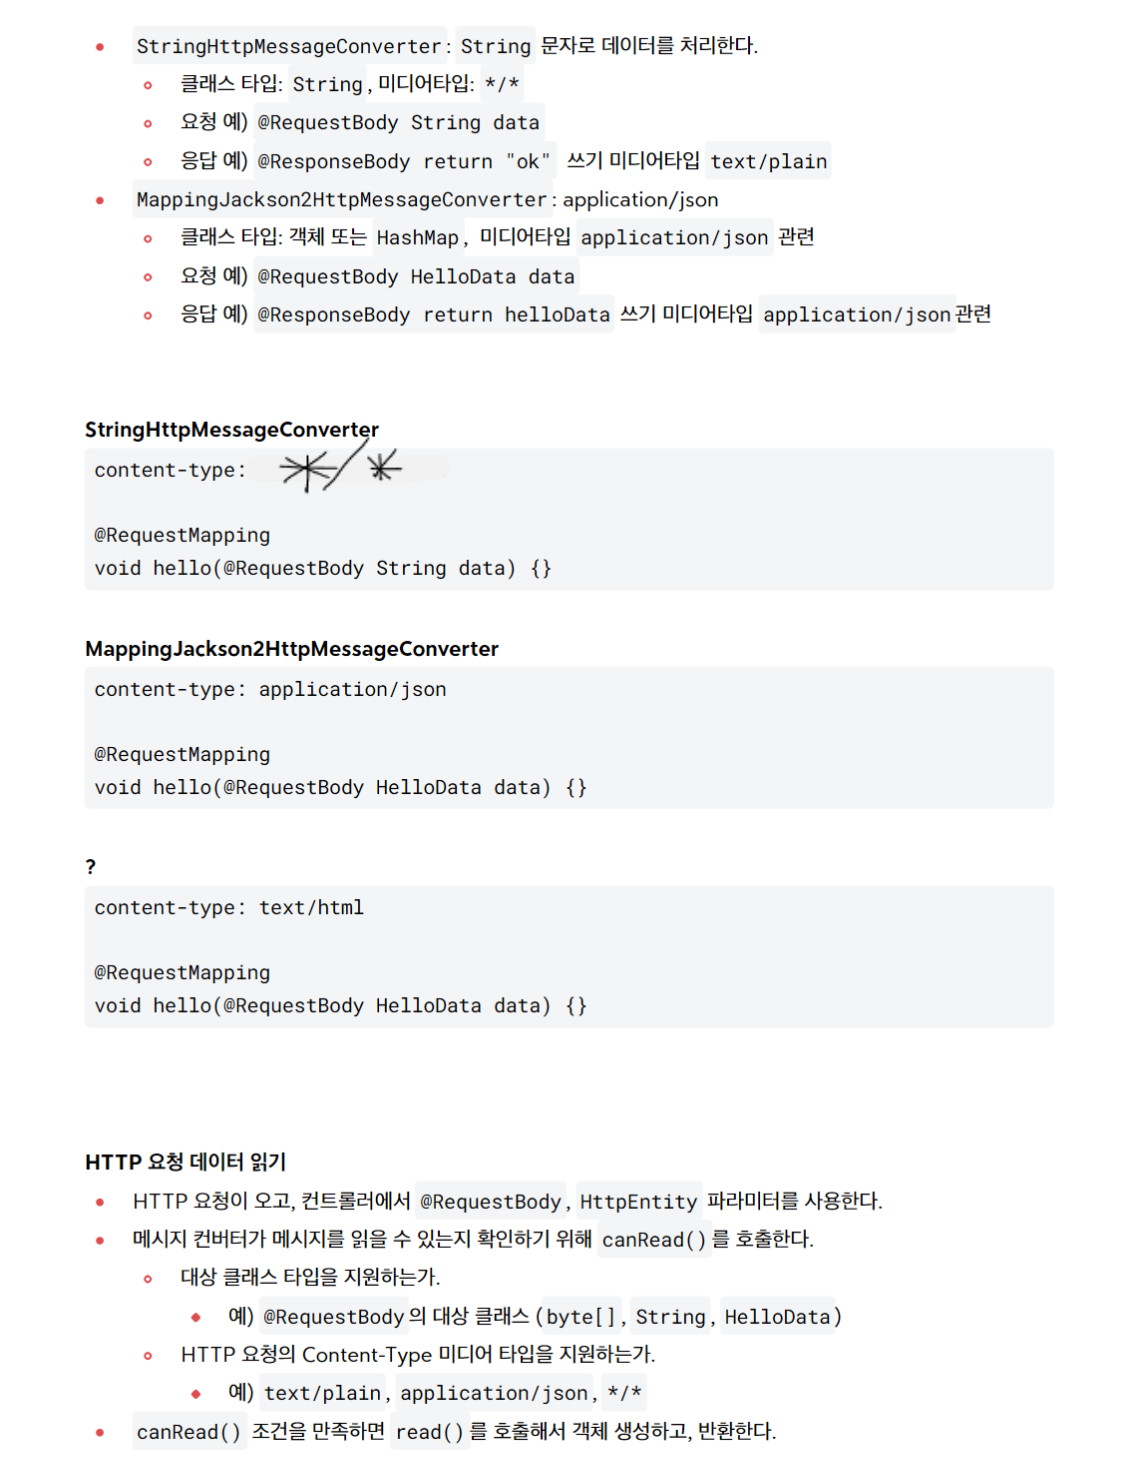 StringHttpMessageConverter : String 문자로 데이터를 처리한다.
클래스 타입: String , 미디어타입: */*
요청 예) @RequestBody String data
응답 예) @ResponseBody return "ok" 쓰기 미디어타입 text/plain
MappingJackson2HttpMessageConverter : application/json
클래스 타입: 객체 또는 HashMap , 미디어타입 application/json 관련
요청 예) @RequestBody HelloData data
응답 예) @ResponseBody return helloData 쓰기 미디어타입 application/json 관련
StringHttpMessageConverter
content-type: */*
@RequestMapping
void hello(@RequestBody String data) {}
MappingJackson2HttpMessageConverter
content-type: application/json
@RequestMapping
void hello(@RequestBody HelloData data) {}
?
content-type: text/html
@RequestMapping
void hello(@RequestBody HelloData data) {}
HTTP 요청 데이터 읽기
HTTP 요청이 오고, 컨트롤러에서 @RequestBody , HttpEntity 파라미터를 사용한다.
메시지 컨버터가 메시지를 읽을 수 있는지 확인하기 위해 canRead() 를 호출한다.
대상 클래스 타입을 지원하는가.
예) @RequestBody 의 대상 클래스 ( byte[] , String , HelloData )
HTTP 요청의 Content-Type 미디어 타입을 지원하는가.
예) text/plain , application/json , */*
canRead() 조건을 만족하면 read() 를 호출해서 객체 생성하고, 반환한다.